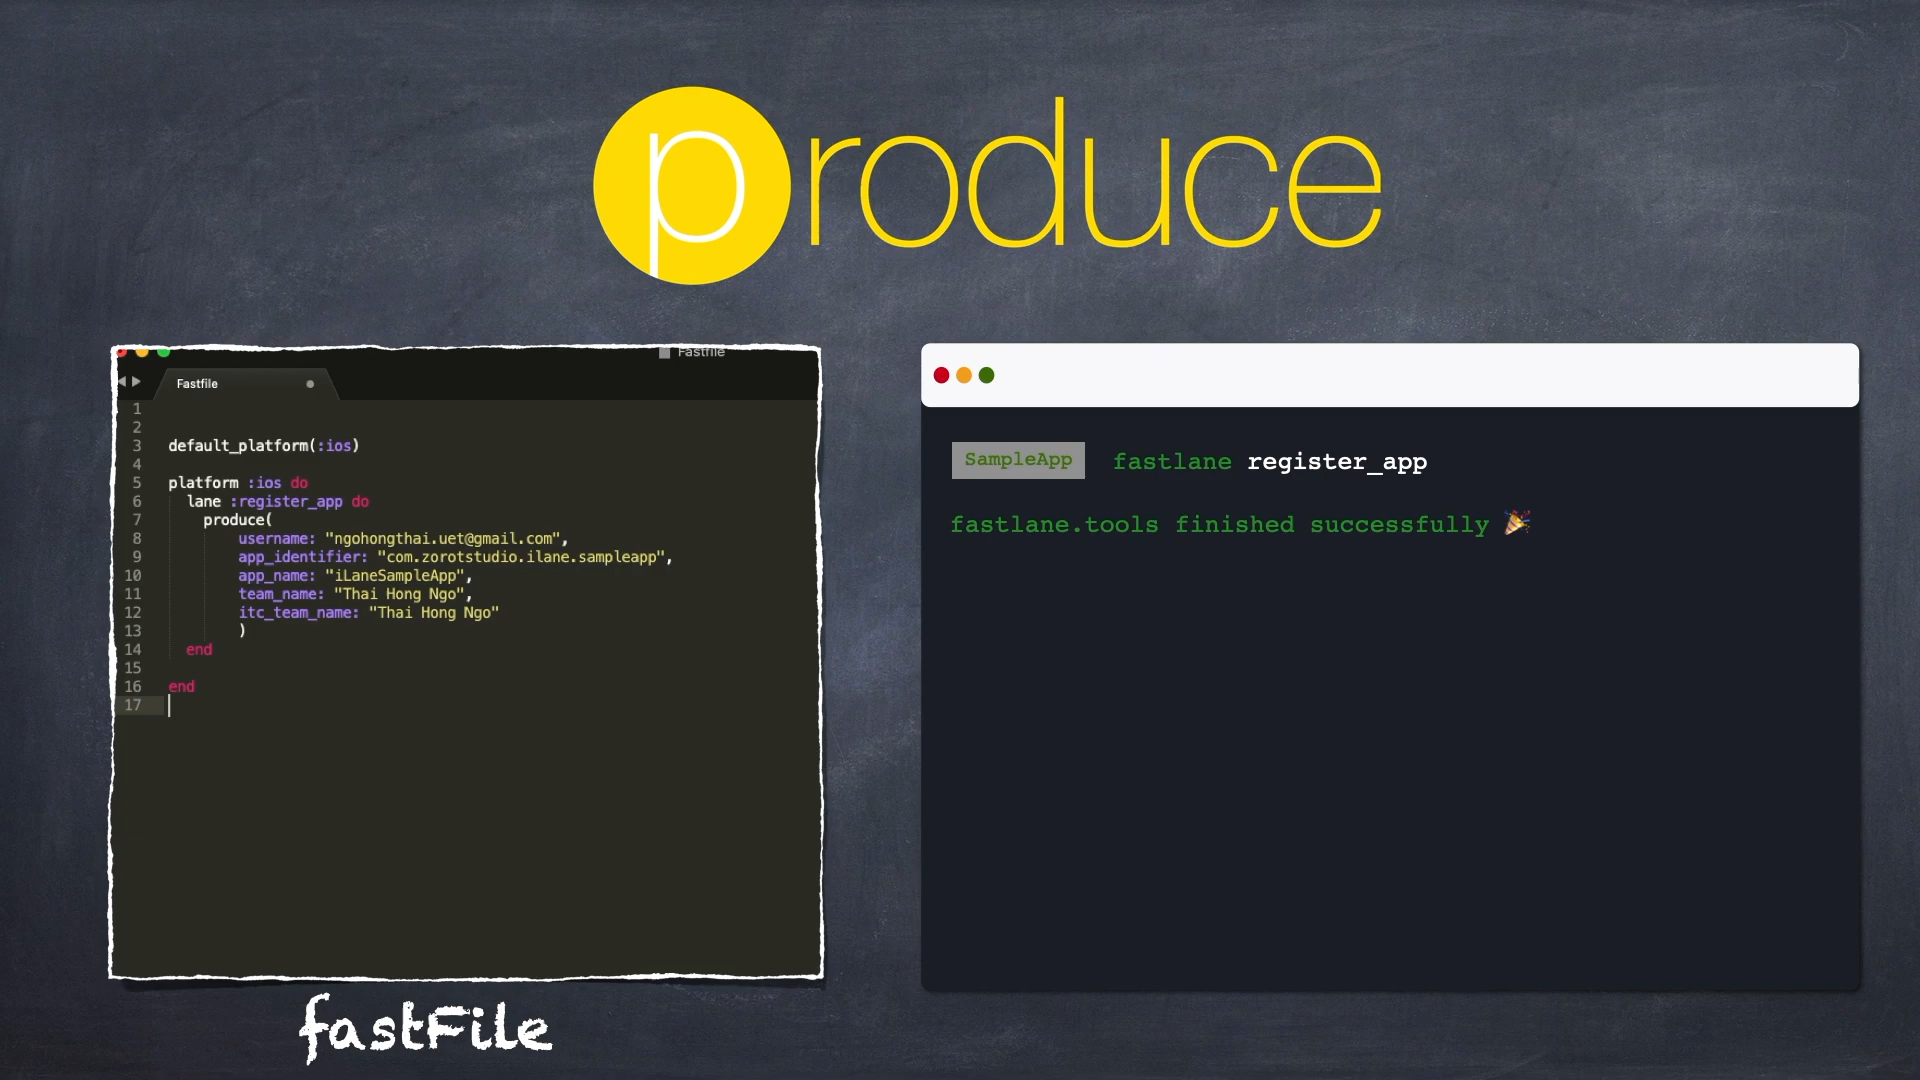 produce
Fastfile
Fastfile
1
2
3 default_platform(:ios)
4
5 platform :ios do
6 lane :register_app do
7 produce(
8 username: "ngohongthai.uet@gmail.com",
9 app_identifier: "com.zorotstudio.ilane.sampleapp",
10 app_name: "iLaneSampleApp",
11 team_name: "Thai Hong Ngo",
12 itc_team_name: "Thai Hong Ngo"
13 )
14 end
15
16 end
17
SampleApp fastlane register_app
fastlane.tools finished successfully 🎉
fastFile